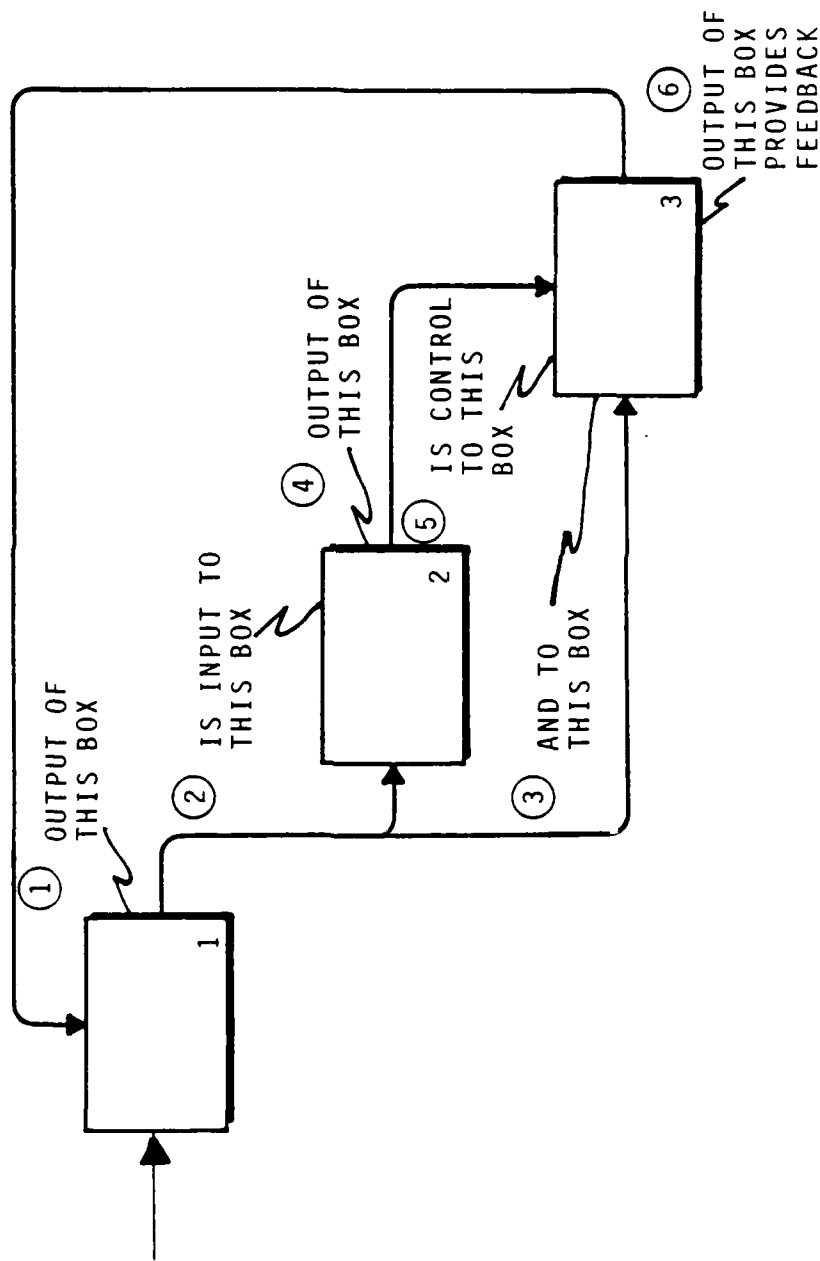 ①
OUTPUT OF
THIS BOX
1
②
IS INPUT TO
THIS BOX
2
③
AND TO
THIS BOX
④
OUTPUT OF
THIS BOX
⑤
IS CONTROL
TO THIS
BOX
3
⑥
OUTPUT OF
THIS BOX
PROVIDES
FEEDBACK